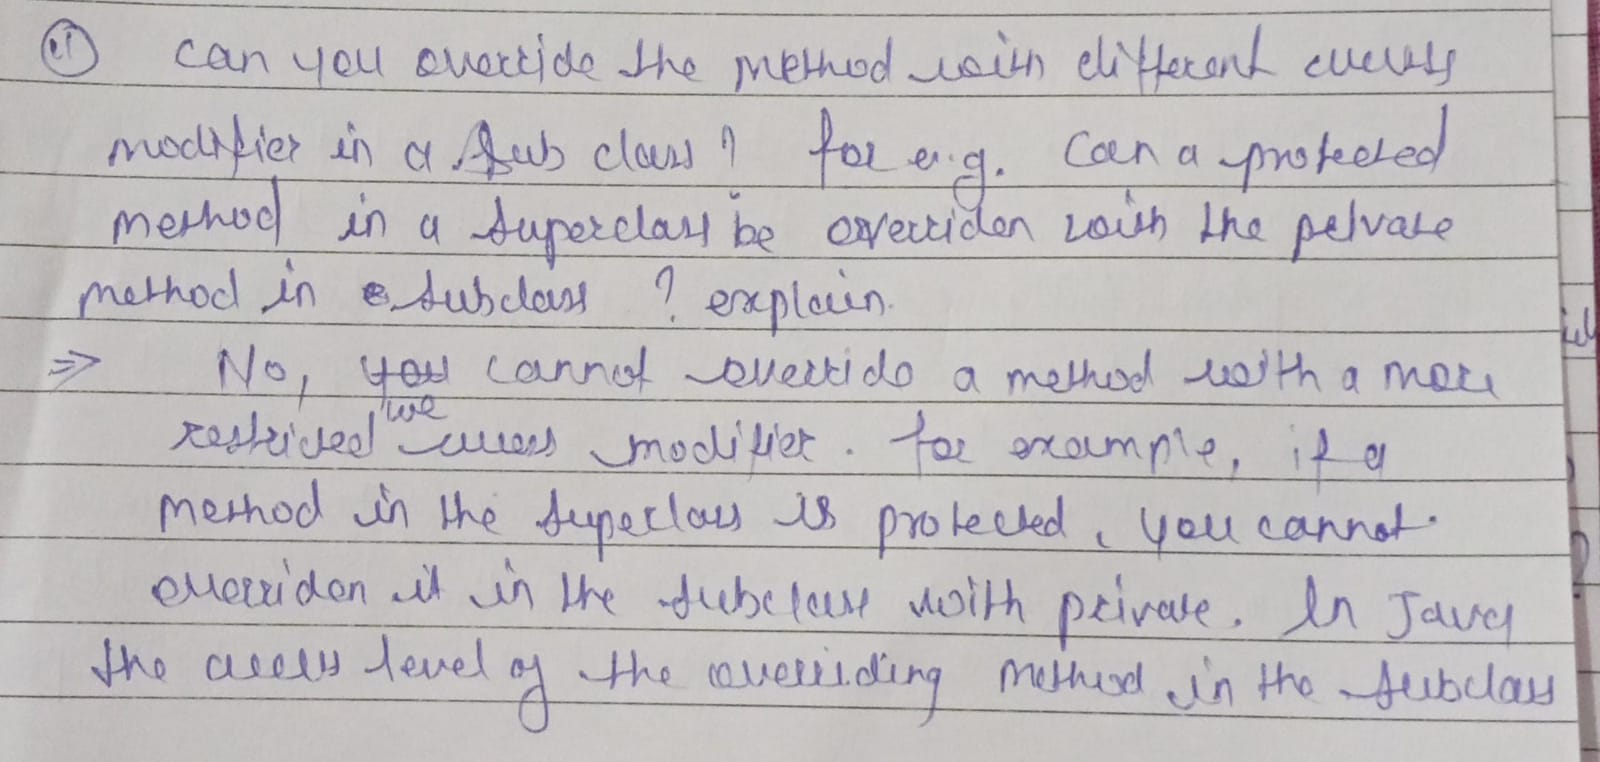 (ii) Can you override the method with different access
modifier in a Sub class? for e.g. Can a protected
method in a superclass be overriden with the private
method in subclass ? explain.
⇒ No, you cannot override a method with a more
restricted we access modifier. for example, if a
method in the superclass is protected, you cannot
overriden it in the subclass with private. In Java
the access level of the overriding method in the subclass